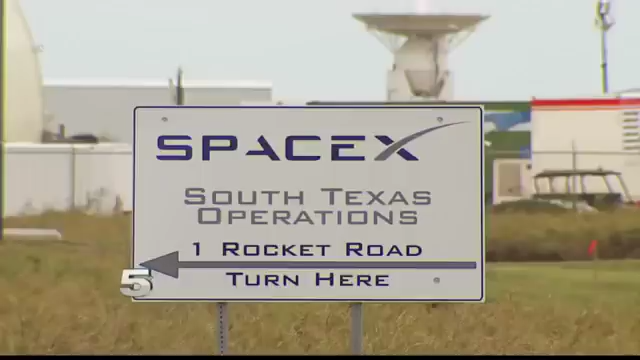 SPACEX
SOUTH TEXAS
OPERATIONS
1 ROCKET ROAD
TURN HERE
5